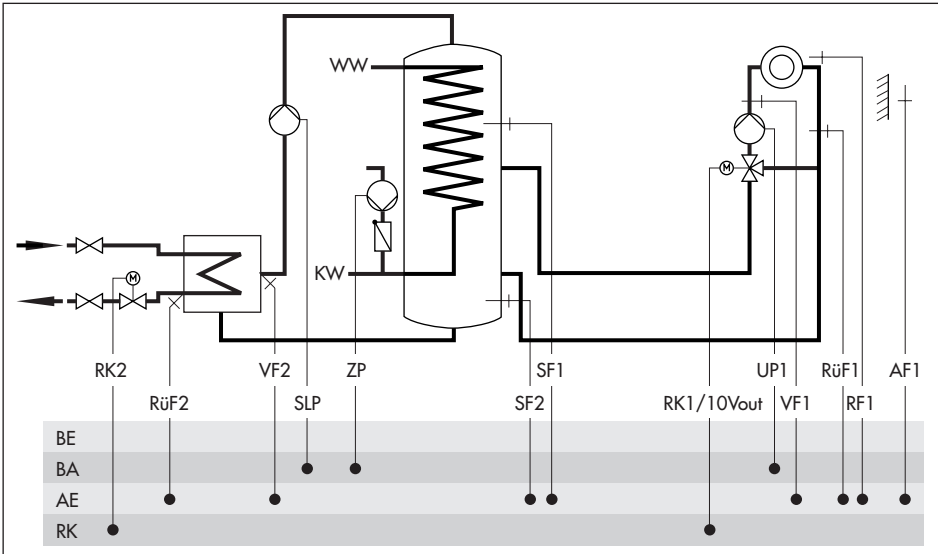 WW
M
M
KW
RK2
VF2
ZP
SF1
UP1
RüF1
AF1
RüF2
SLP
SF2
RK1/10Vout
VF1
RF1
BE
BA
AE
RK